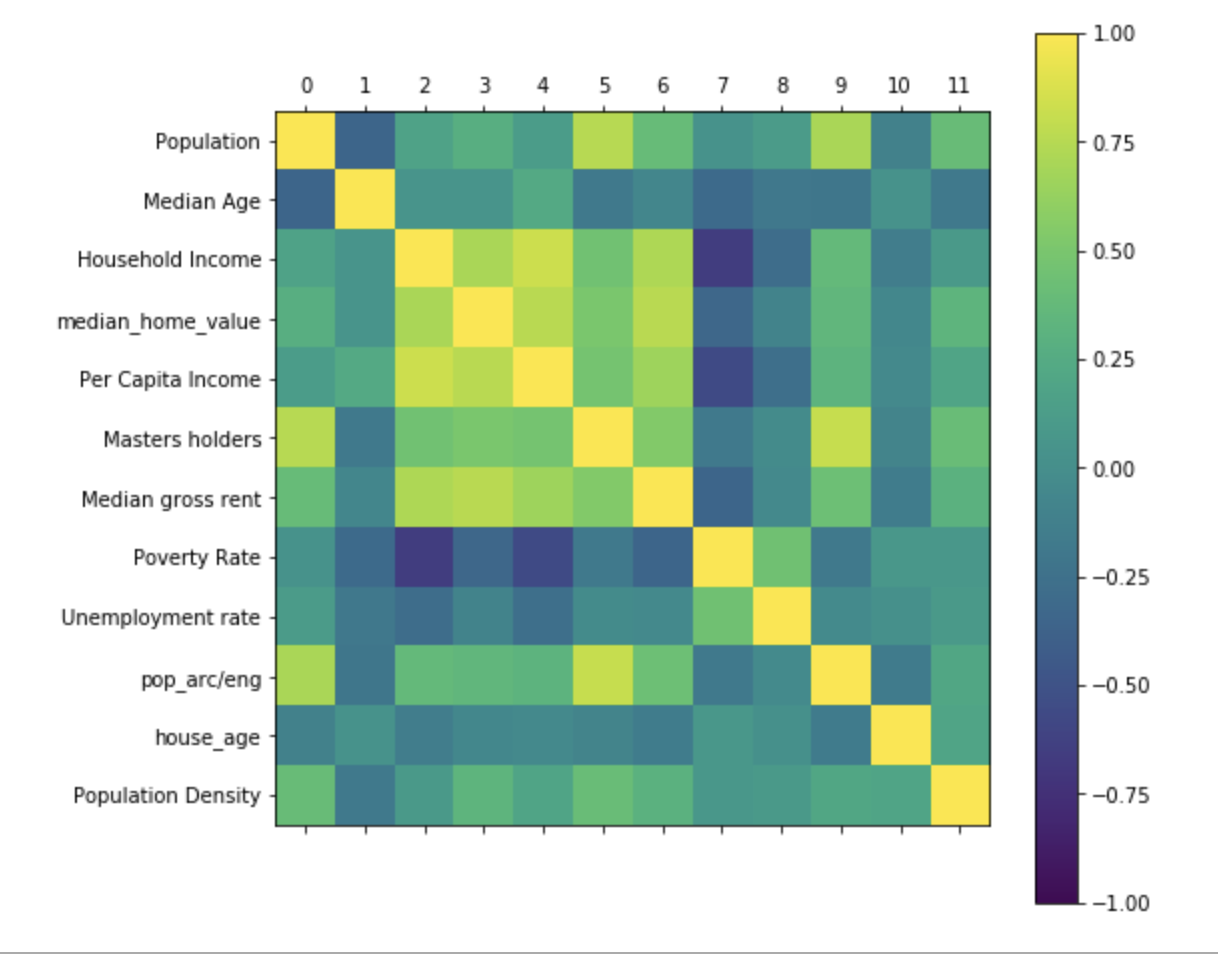 0 1 2 3 4 5 6 7 8 9 10 11
Population
Median Age
Household Income
median_home_value
Per Capita Income
Masters holders
Median gross rent
Poverty Rate
Unemployment rate
pop_arc/eng
house_age
Population Density
1.00
0.75
0.50
0.25
0.00
−0.25
−0.50
−0.75
−1.00